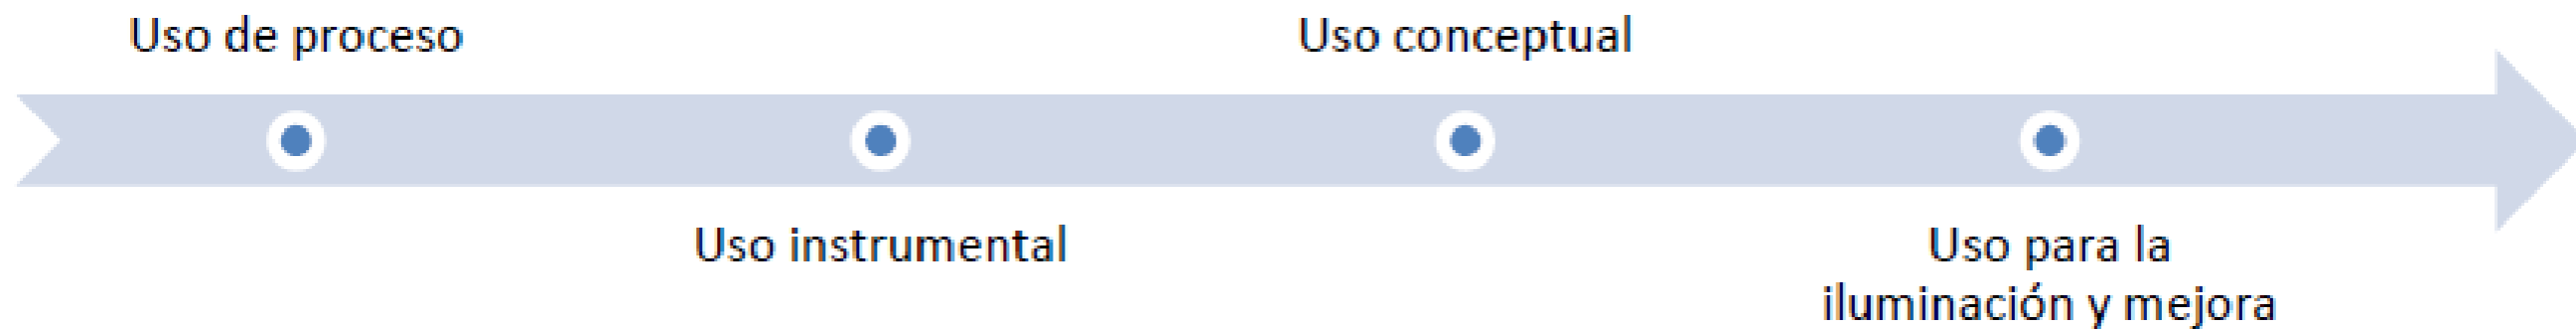 Uso de proceso
Uso conceptual
Uso instrumental
Uso para la
iluminación y mejora